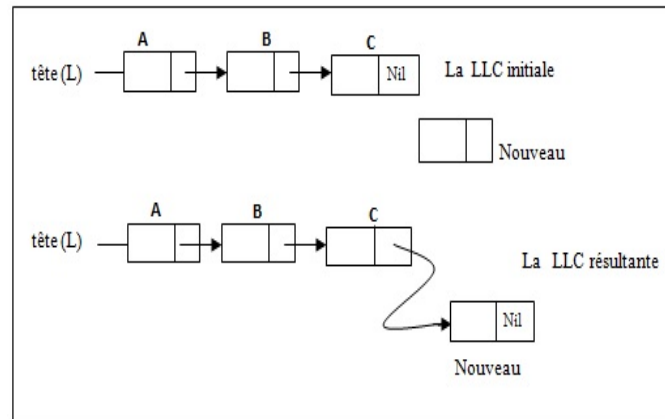 A B C
tête (L) Nil La LLC initiale
Nouveau
A B C
tête (L) La LLC résultante
Nil
Nouveau